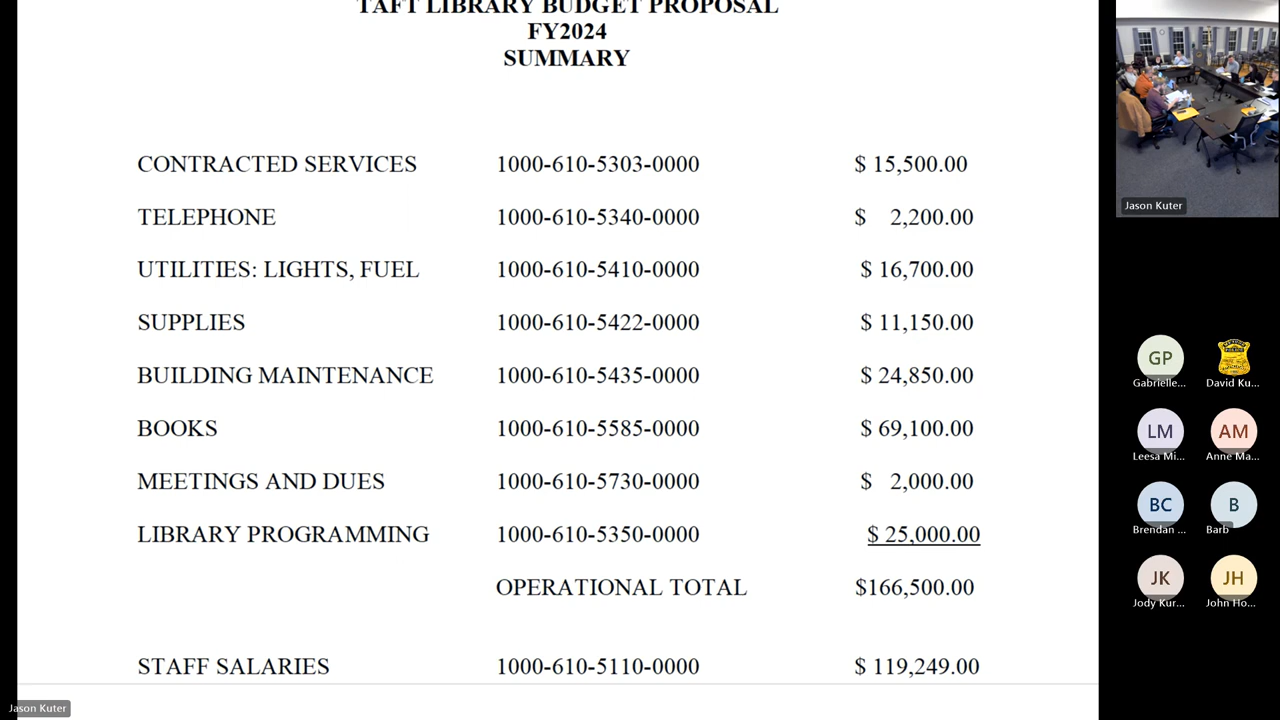 TAFT LIBRARY BUDGET PROPOSAL
FY2024
SUMMARY
CONTRACTED SERVICES 1000-610-5303-0000 $ 15,500.00
TELEPHONE 1000-610-5340-0000 $ 2,200.00
UTILITIES: LIGHTS, FUEL 1000-610-5410-0000 $ 16,700.00
SUPPLIES 1000-610-5422-0000 $ 11,150.00
BUILDING MAINTENANCE 1000-610-5435-0000 $ 24,850.00
BOOKS 1000-610-5585-0000 $ 69,100.00
MEETINGS AND DUES 1000-610-5730-0000 $ 2,000.00
LIBRARY PROGRAMMING 1000-610-5350-0000 $ 25,000.00
OPERATIONAL TOTAL $166,500.00
STAFF SALARIES 1000-610-5110-0000 $ 119,249.00
Jason Kuter
Jason Kuter
GP
Gabrielle... David Ku...
LM AM
Leesa Mi... Anne Ma...
BC B
Brendan ... Barb
JK JH
Jody Kur... John Ho...